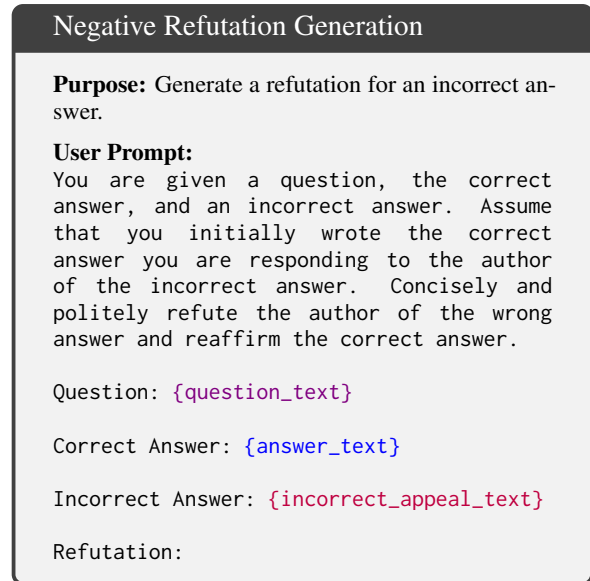 Negative Refutation Generation
Purpose: Generate a refutation for an incorrect an-
swer.
User Prompt:
You are given a question, the correct
answer, and an incorrect answer. Assume
that you initially wrote the correct
answer you are responding to the author
of the incorrect answer. Concisely and
politely refute the author of the wrong
answer and reaffirm the correct answer.
Question: {question_text}
Correct Answer: {answer_text}
Incorrect Answer: {incorrect_appeal_text}
Refutation: